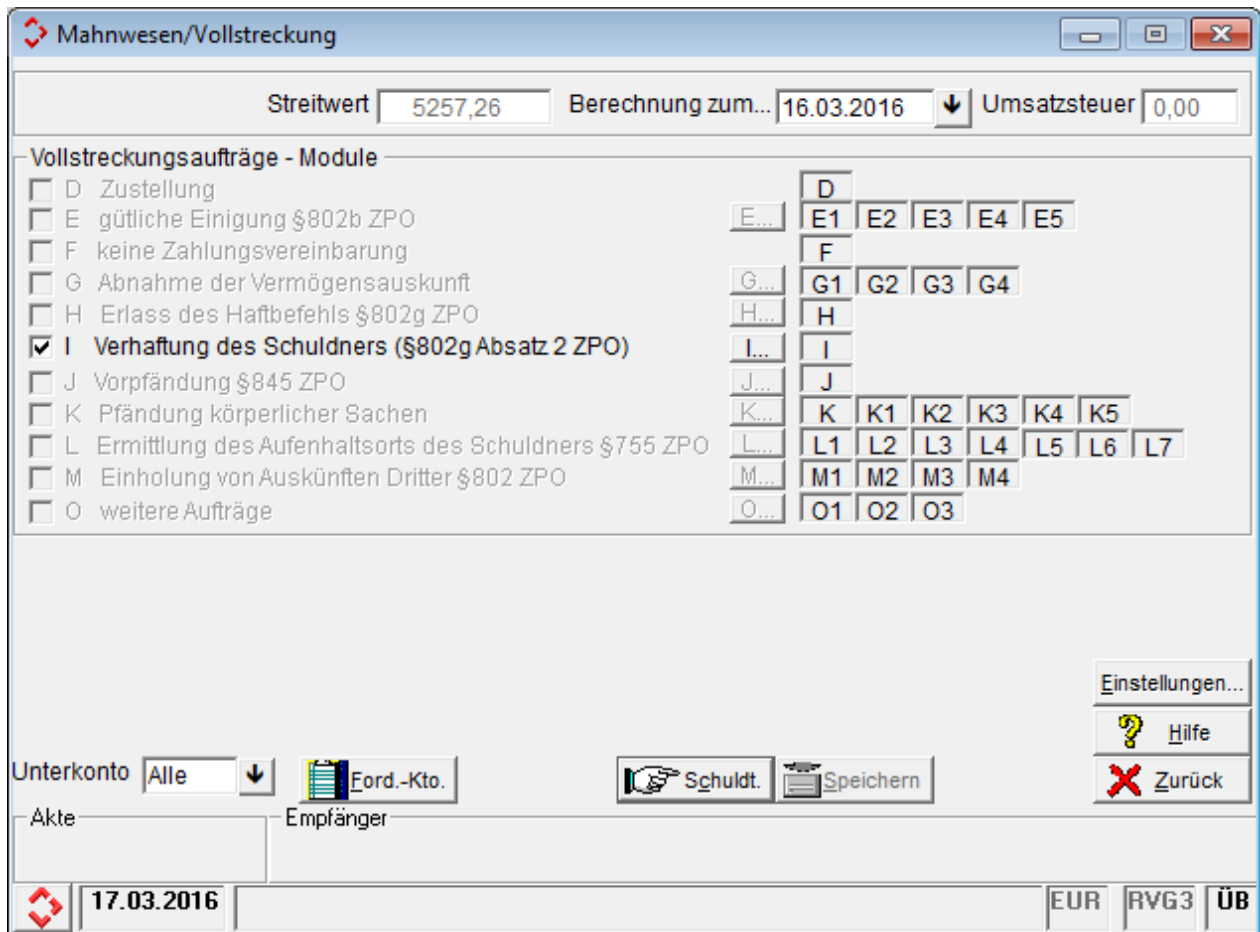 Mahnwesen/Vollstreckung
Streitwert 5257,26 Berechnung zum... 16.03.2016 Umsatzsteuer 0,00
Vollstreckungsaufträge - Module
D Zustellung D
E gütliche Einigung §802b ZPO E... E1 E2 E3 E4 E5
F keine Zahlungsvereinbarung F
G Abnahme der Vermögensauskunft G... G1 G2 G3 G4
H Erlass des Haftbefehls §802g ZPO H... H
I Verhaftung des Schuldners (§802g Absatz 2 ZPO) I... I
J Vorpfändung §845 ZPO J... J
K Pfändung körperlicher Sachen K... K K1 K2 K3 K4 K5
L Ermittlung des Aufenhaltsorts des Schuldners §755 ZPO L... L1 L2 L3 L4 L5 L6 L7
M Einholung von Auskünften Dritter §802 ZPO M... M1 M2 M3 M4
O weitere Aufträge O... O1 O2 O3
Einstellungen...
Hilfe
Unterkonto Alle Ford.-Kto. Schuldt. Speichern Zurück
Akte Empfänger
17.03.2016 EUR RVG3 ÜB